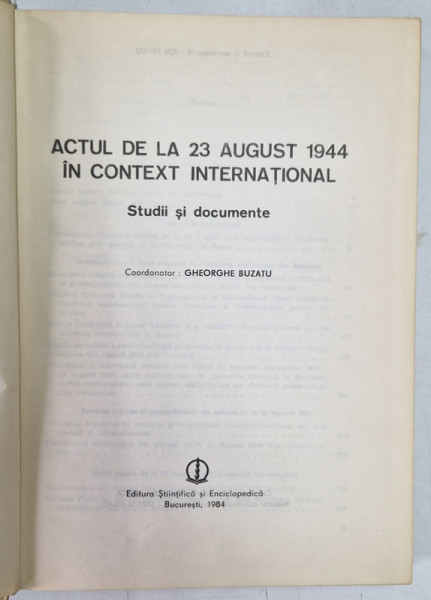 ACTUL DE LA 23 AUGUST 1944
ÎN CONTEXT INTERNAȚIONAL
Studii și documente
Coordonator : GHEORGHE BUZATU
Editura Științifică și Enciclopedică
București, 1984